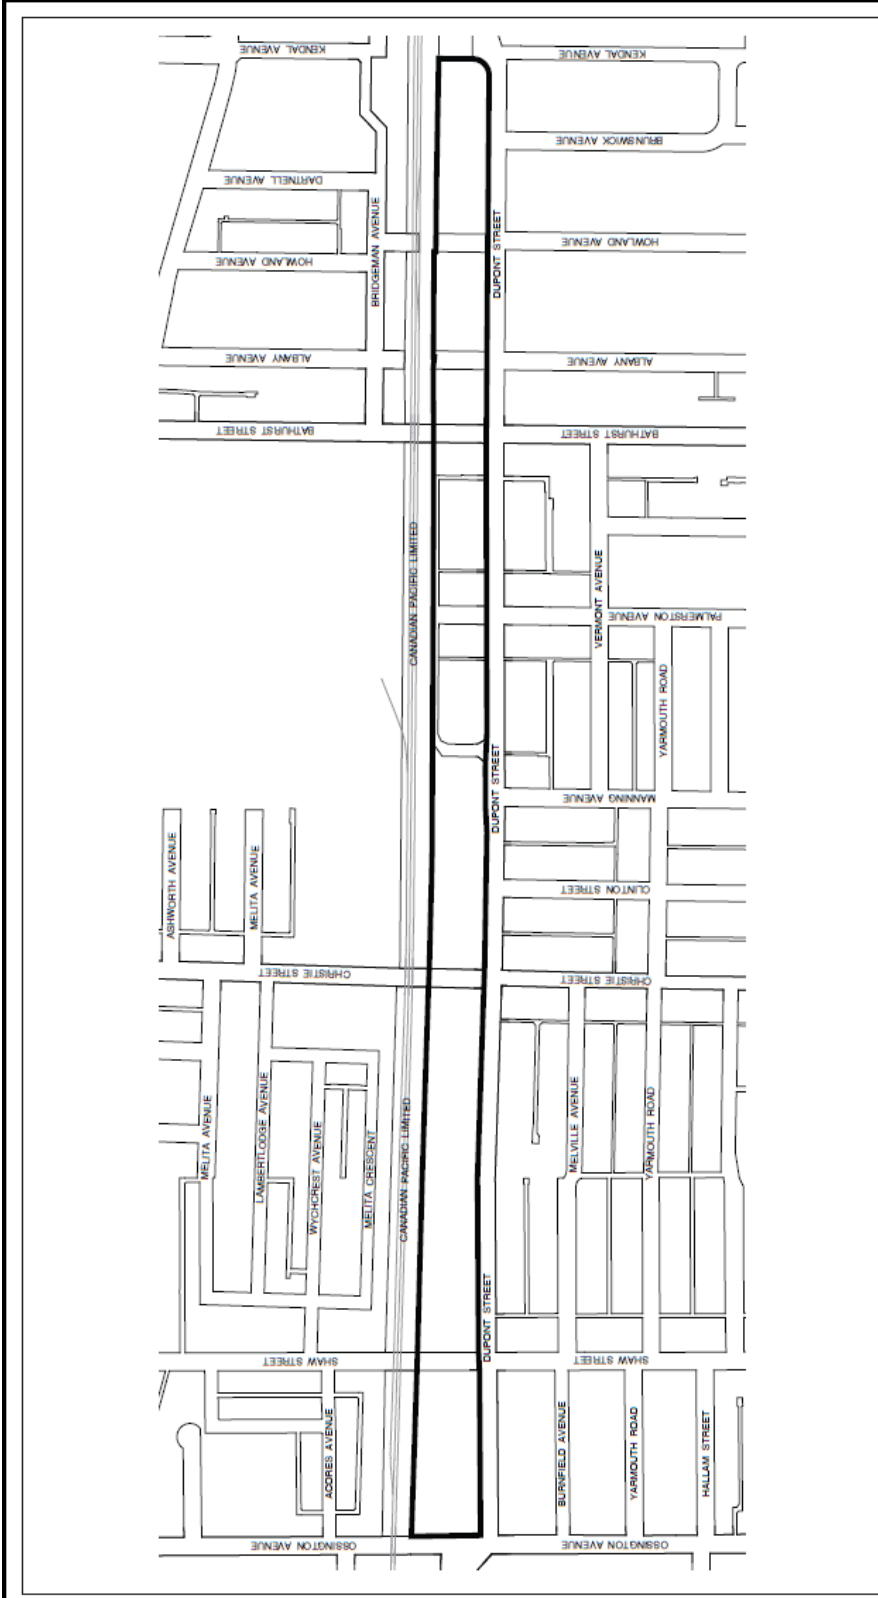 KENDAL AVENUE
KENDAL AVENUE
BRUNSWICK AVENUE
DARTNELL AVENUE
BRIDGEMAN AVENUE
DUPONT STREET
HOWLAND AVENUE
HOWLAND AVENUE
ALBANY AVENUE
ALBANY AVENUE
BATHURST STREET
BATHURST STREET
CANADIAN PACIFIC LIMITED
VERMONT AVENUE
PALMERSTON AVENUE
YARMOUTH ROAD
DUPONT STREET
MANNING AVENUE
ASHWORTH AVENUE
MELITA AVENUE
CLINTON STREET
CHRISTIE STREET
CHRISTIE STREET
MELITA AVENUE
LAMBERTLODGE AVENUE
WYCHCREST AVENUE
MELITA CRESCENT
CANADIAN PACIFIC LIMITED
MELVILLE AVENUE
YARMOUTH ROAD
DUPONT STREET
SHAW STREET
SHAW STREET
ACORES AVENUE
BURNFIELD AVENUE
YARMOUTH ROAD
HALLAM STREET
OSSINGTON AVENUE
OSSINGTON AVENUE